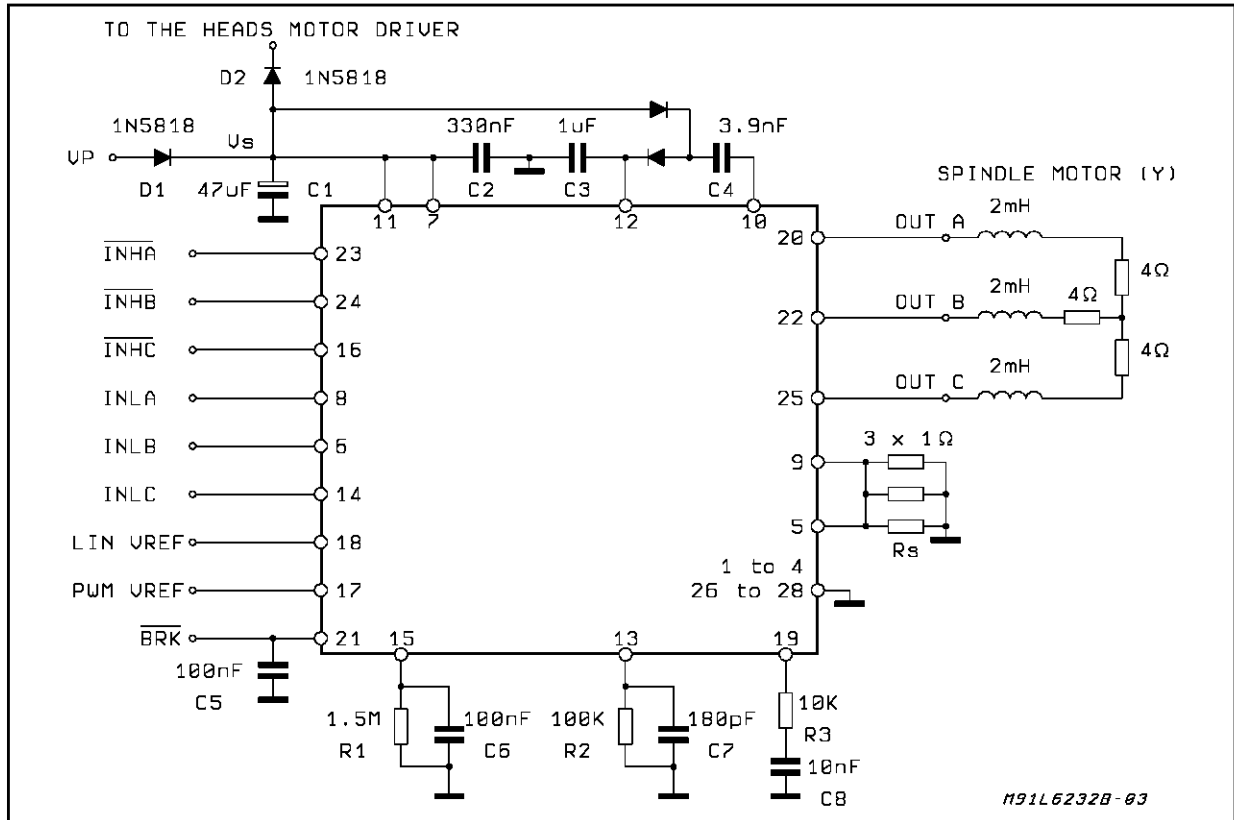 TO THE HEADS MOTOR DRIVER
D2 1N5818
1N5818 Vs 330nF 1uF 3.9nF
VP
D1 47uF C1 C2 C3 C4
SPINDLE MOTOR (Y)
11 7 12 10
INHA 23
INHB 24
INHC 16
INLA 8
INLB 6
INLC 14
LIN VREF 18
PWM VREF 17
BRK 21
100nF
C5
20 OUT A 2mH
4Ω
22 OUT B 2mH 4Ω
4Ω
25 OUT C 2mH
3 x 1Ω
9
5
Rs
1 to 4
26 to 28
15 13 19
1.5M 100nF 100K 180pF 10K
R1 C6 R2 C7 R3
10nF
C8
M91L6232B-03